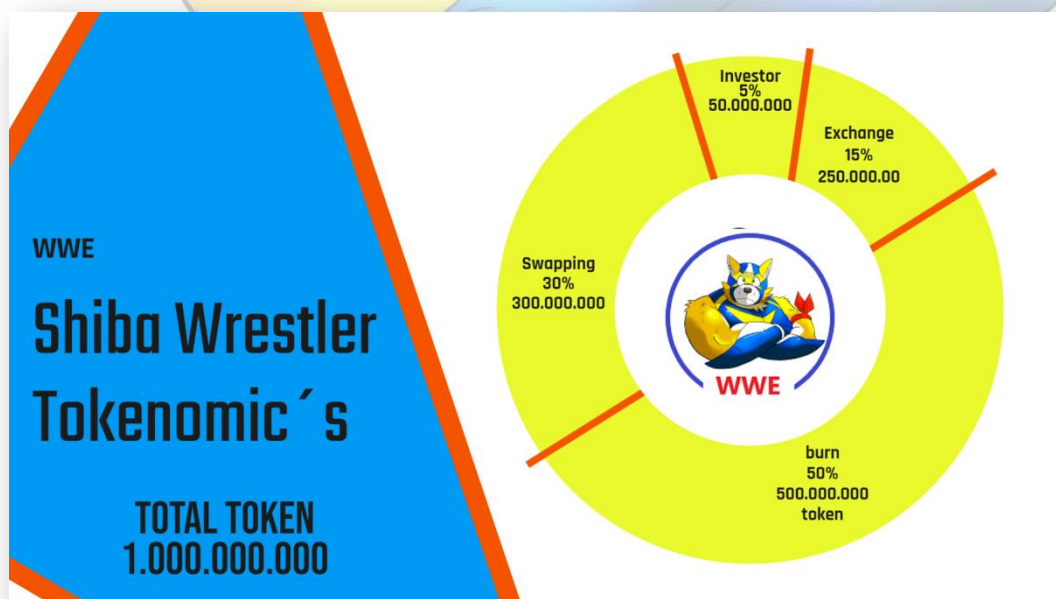 WWE
Shiba Wrestler
Tokenomic´s
TOTAL TOKEN
1.000.000.000
Investor
5%
50.000.000
Exchange
15%
250.000.00
Swapping
30%
300.000.000
WWE
burn
50%
500.000.000
token